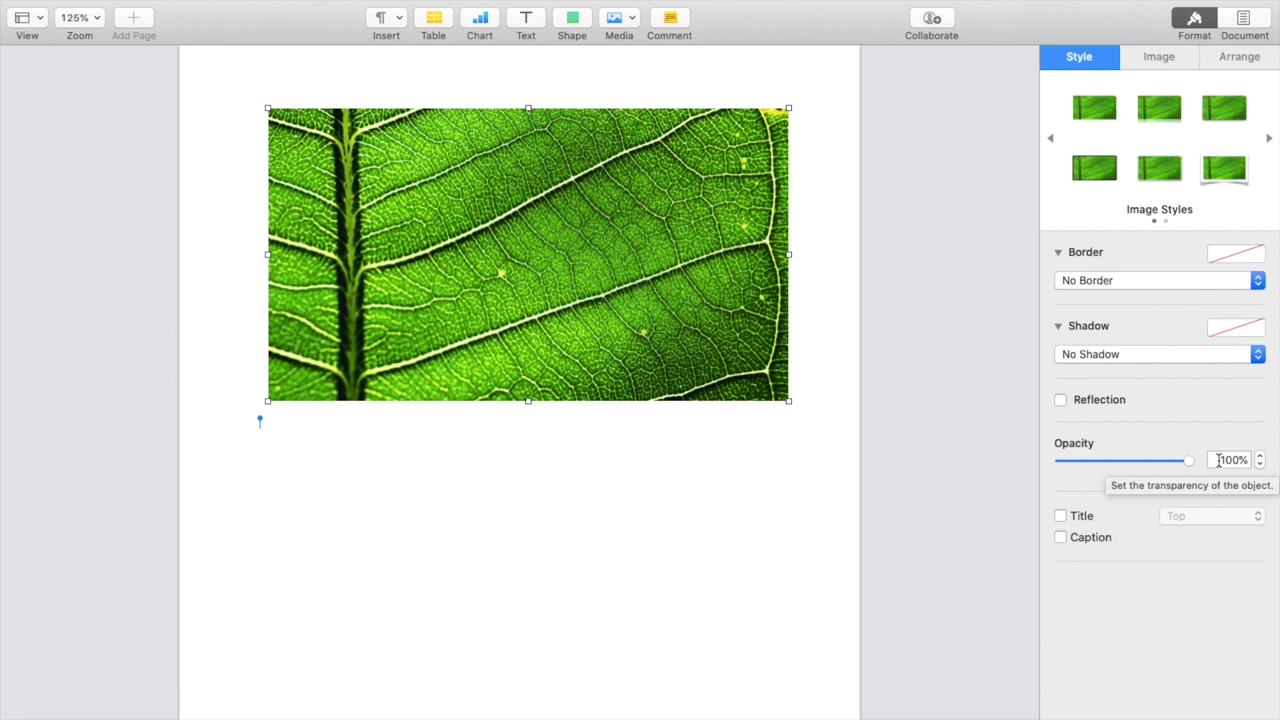 125%
View
Zoom
Add Page
Insert
Table
Chart
Text
Shape
Media
Comment
Collaborate
Format
Document
Style
Image
Arrange
Image Styles
Border
No Border
Shadow
No Shadow
Reflection
Opacity
100%
Set the transparency of the object.
Title
Top
Caption